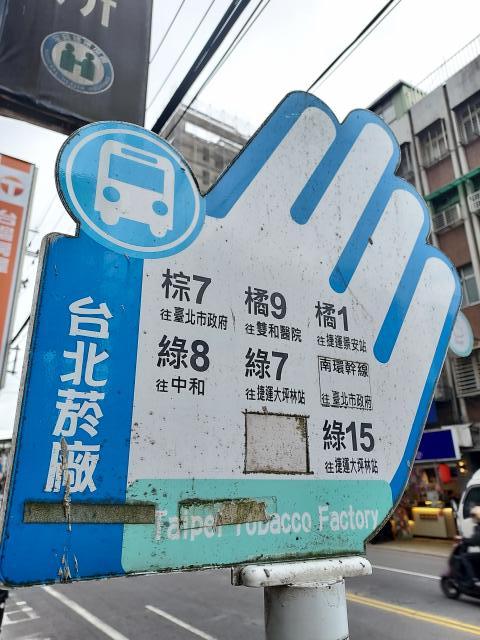 台北菸廠
棕7
往臺北市政府
橘9
往雙和醫院
橘1
往捷運景安站
綠8
往中和
綠7
往捷運大坪林站
南環幹線
往臺北市政府
綠15
往捷運大坪林站
Taipei Tobacco Factory